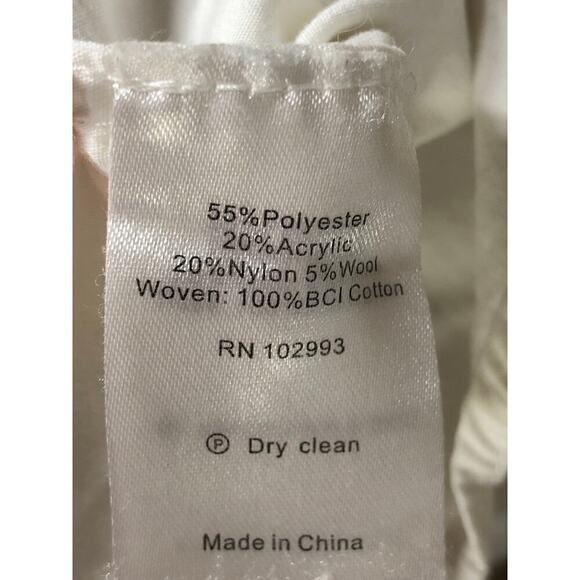 55%Polyester
20%Acrylic
20%Nylon 5%Wool
Woven: 100%BCI Cotton
RN 102993
Ⓟ Dry clean
Made in China